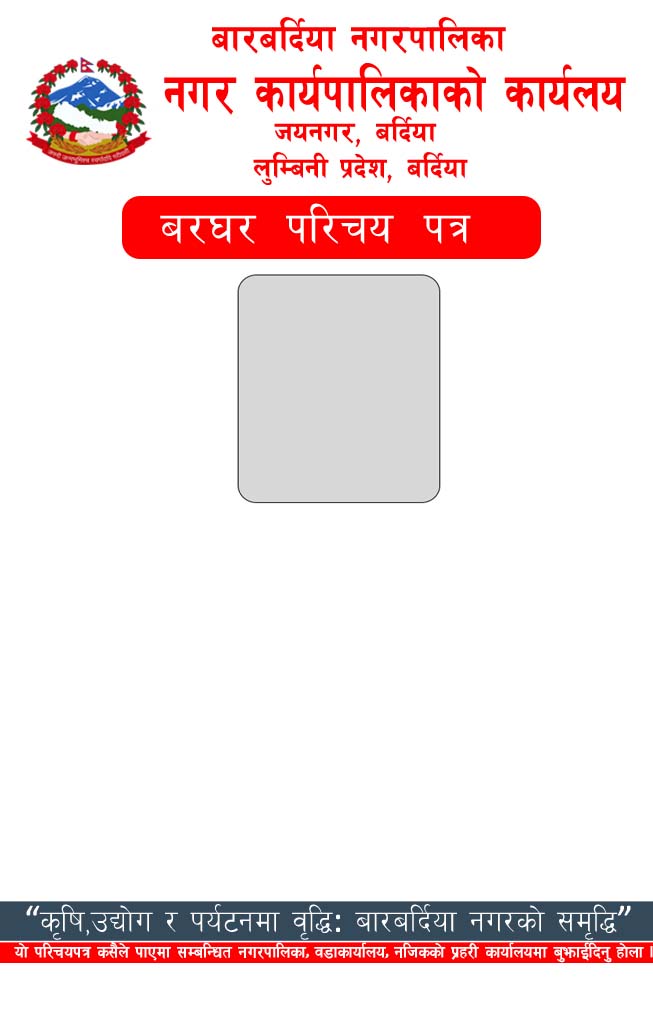 बारबर्दिया नगरपालिका
नगर कार्यपालिकाको कार्यलय
जयनगर, बर्दिया
लुम्बिनी प्रदेश, बर्दिया
बरघर परिचय पत्र
“कृषि,उद्योग र पर्यटनमा वृद्धि: बारबर्दिया नगरको समृद्धि”
यो परिचयपत्र कसैले पाएमा सम्बन्धित नगरपालिका, वडाकार्यालय, नजिकको प्रहरी कार्यालयमा बुझाईदिनु होला ।